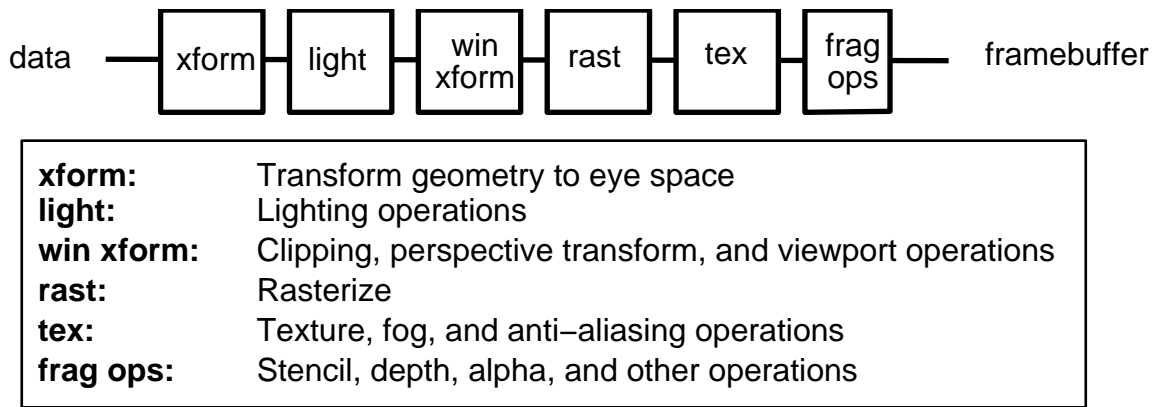 data xform light win xform rast tex frag ops framebuffer
xform: Transform geometry to eye space
light: Lighting operations
win xform: Clipping, perspective transform, and viewport operations
rast: Rasterize
tex: Texture, fog, and anti−aliasing operations
frag ops: Stencil, depth, alpha, and other operations